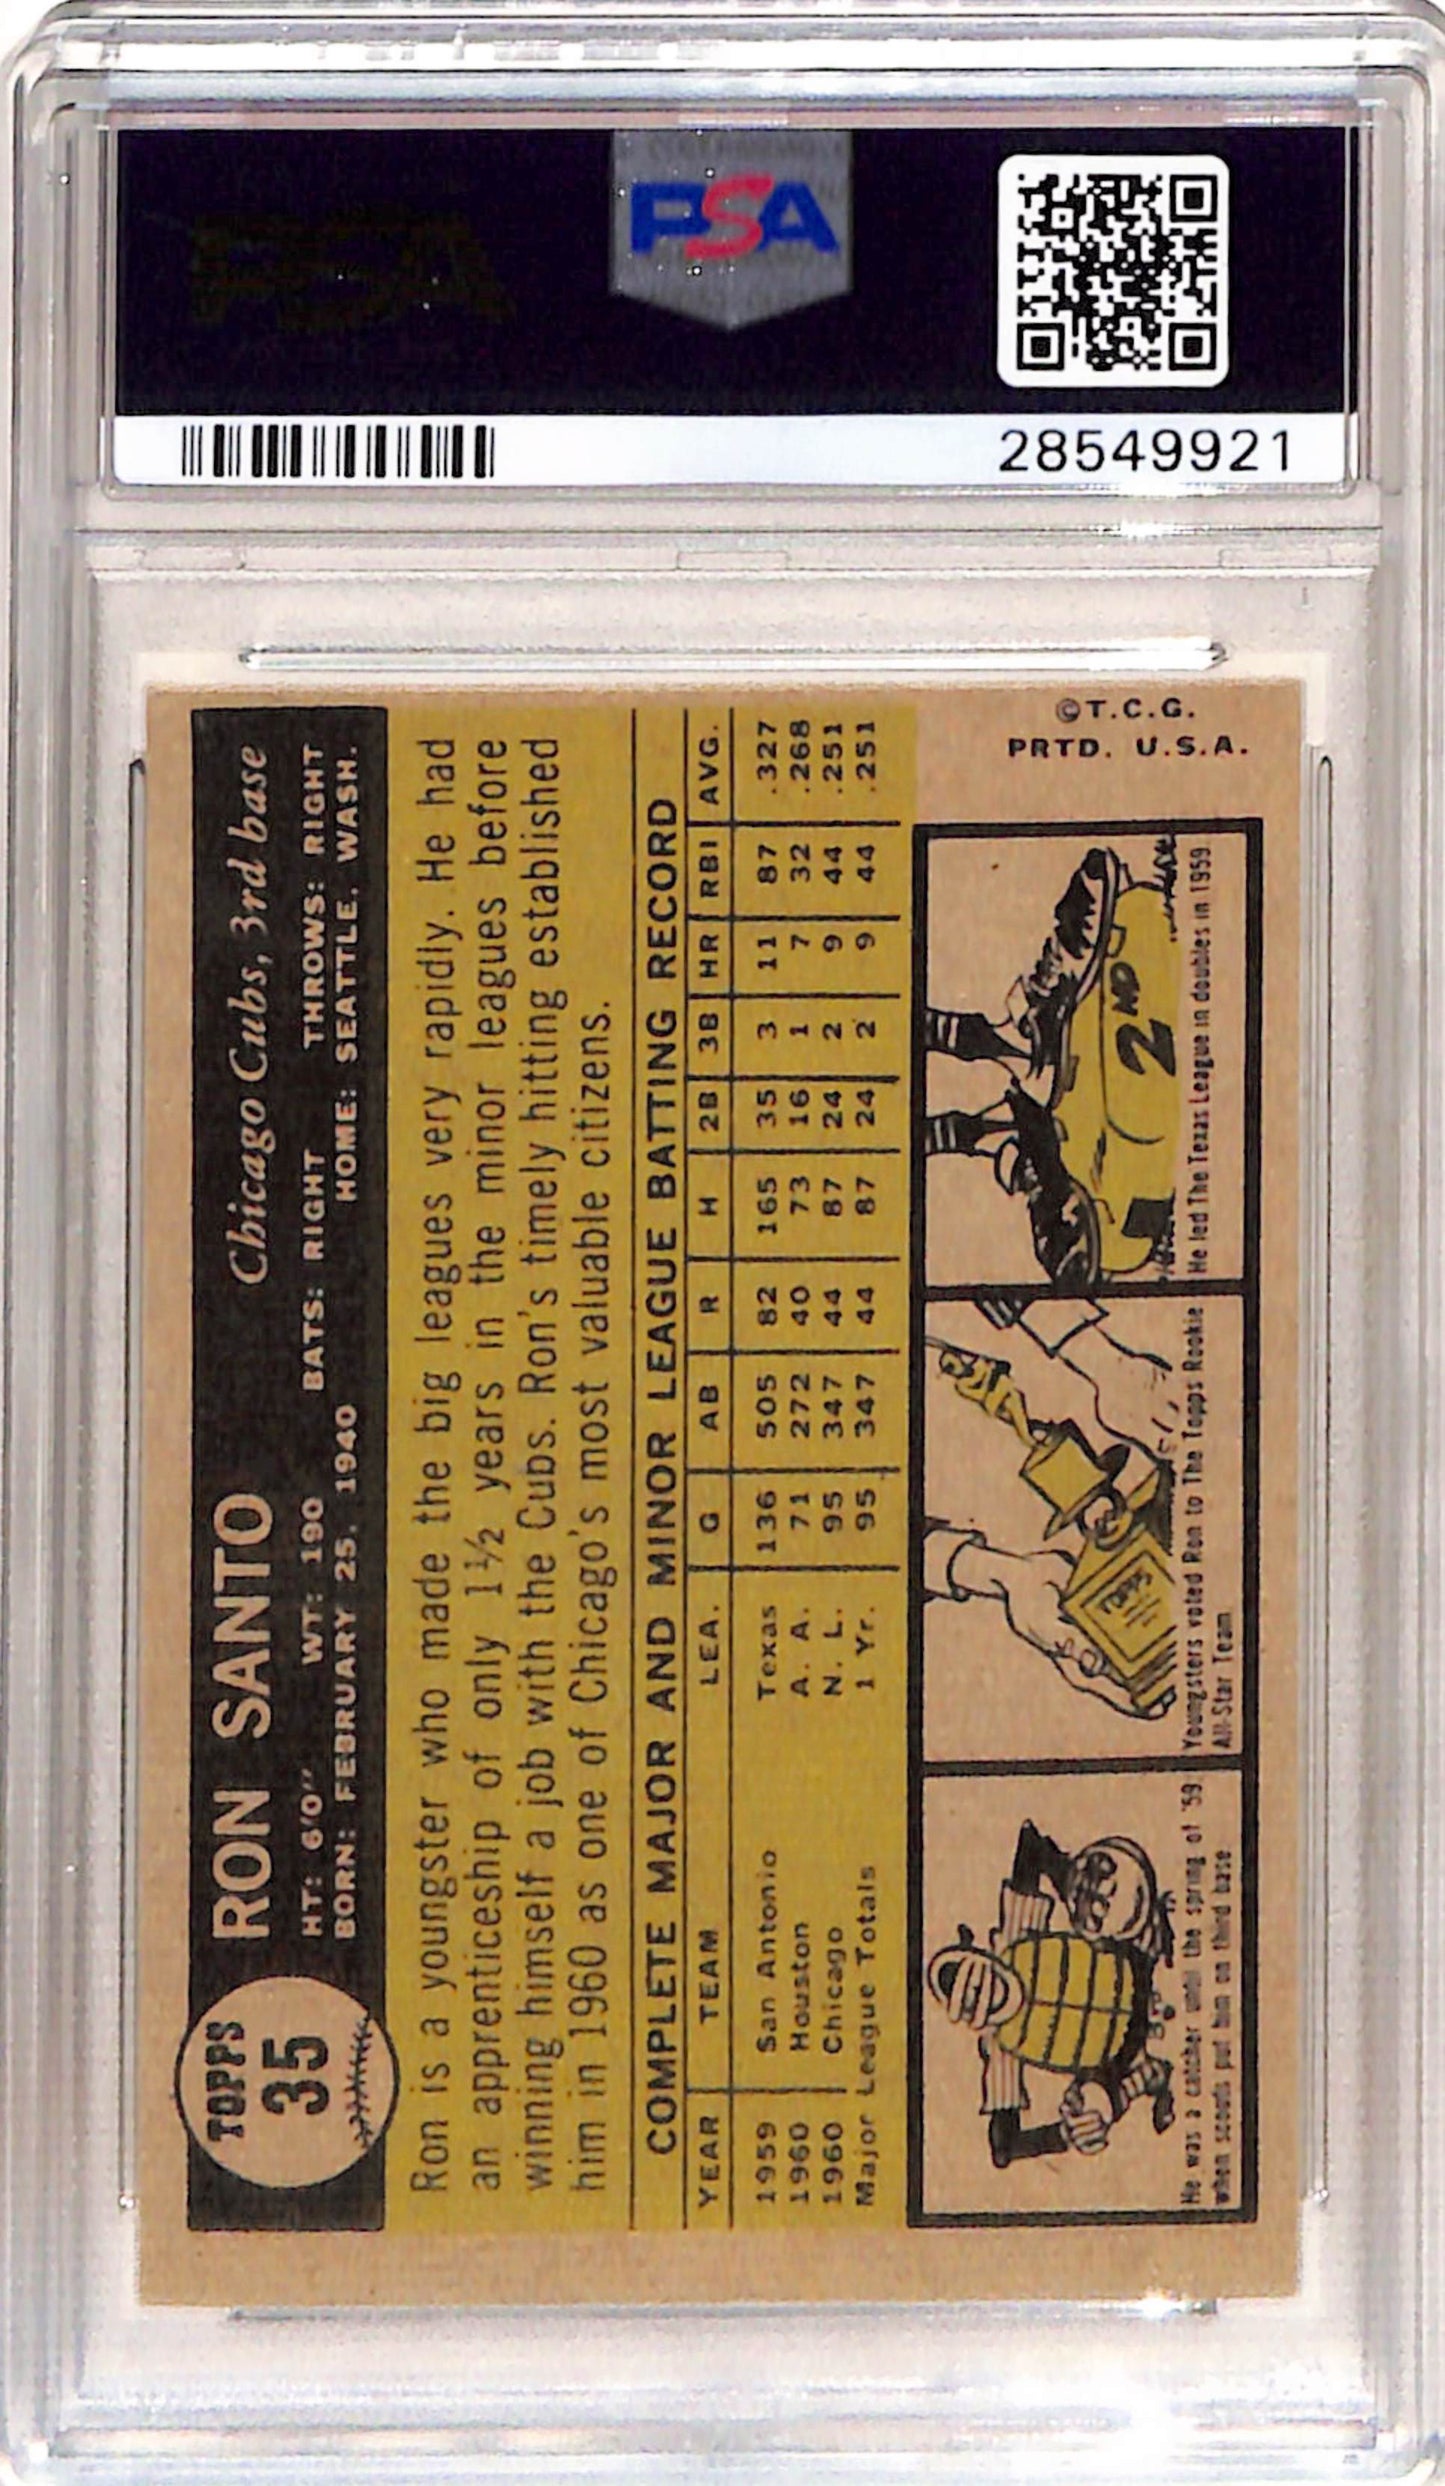 PSA
28549921
TOPPS
35
RON SANTO
Chicago Cubs, 3rd base
HT: 6'0" WT: 190 BATS: RIGHT THROWS: RIGHT
BORN: FEBRUARY 25, 1940 HOME: SEATTLE, WASH.
Ron is a youngster who made the big leagues very rapidly. He had
an apprenticeship of only 1½ years in the minor leagues before
winning himself a job with the Cubs. Ron's timely hitting established
him in 1960 as one of Chicago's most valuable citizens.
COMPLETE MAJOR AND MINOR LEAGUE BATTING RECORD
YEAR TEAM LEA. G AB R H 2B 3B HR RBI AVG.
1959 San Antonio Texas 136 505 82 165 35 3 11 87 .327
1960 Houston A. A. 71 272 40 73 16 1 7 32 .268
1960 Chicago N. L. 95 347 44 87 24 2 9 44 .251
Major League Totals 1 Yr. 95 347 44 87 24 2 9 44 .251
He was a catcher until the spring of '59
when scouts put him on third base
Youngsters voted Ron to The Topps Rookie
All-Star Team
2ND
He led The Texas League in doubles in 1959
©T.C.G.
PRTD. U.S.A.